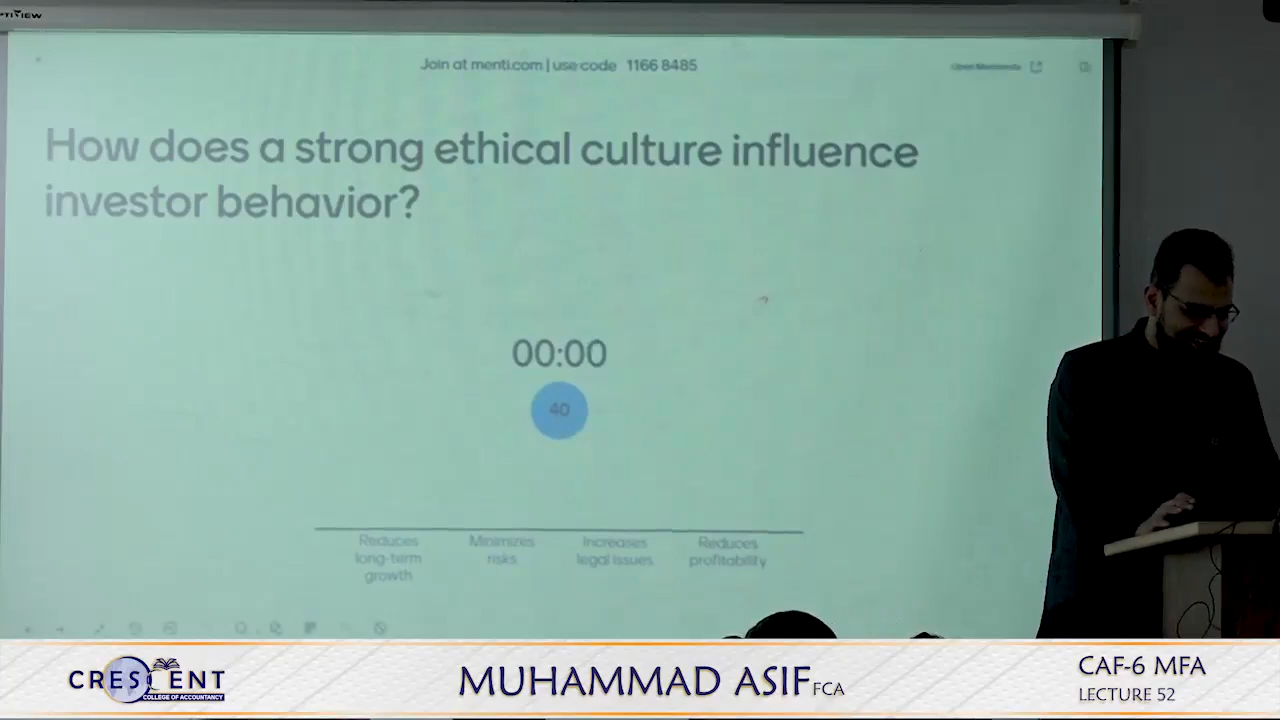 Join at menti.com | use code 1166 8485
How does a strong ethical culture influence
investor behavior?
00:00
40
Reduces
long-term
growth
Minimizes
risks
Increases
legal issues
Reduces
profitability
CRESCENT
COLLEGE OF ACCOUNTANCY
MUHAMMAD ASIF FCA
CAF-6 MFA
LECTURE 52